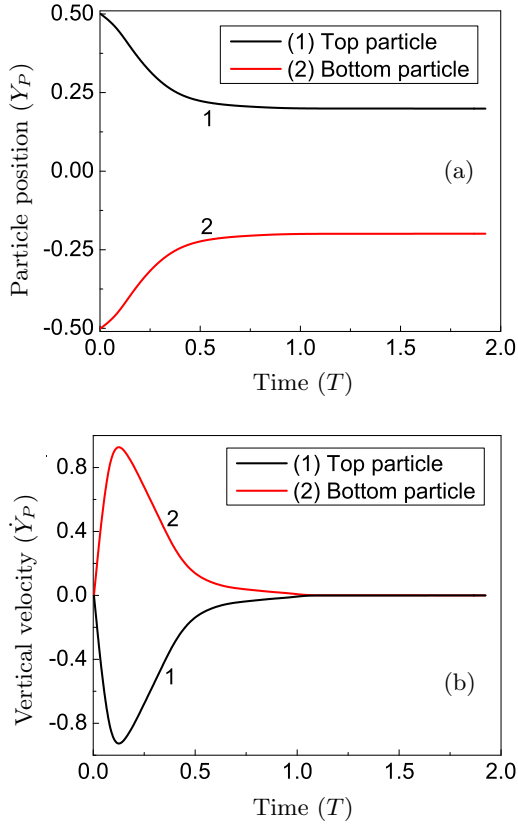 0.50
0.25
0.00
-0.25
-0.50
Particle position (Y_P)
(1) Top particle
(2) Bottom particle
1
(a)
2
0.0 0.5 1.0 1.5 2.0
Time (T)
0.8
0.4
0.0
-0.4
-0.8
Vertical velocity (Ẏ_P)
(1) Top particle
(2) Bottom particle
2
1
(b)
0.0 0.5 1.0 1.5 2.0
Time (T)